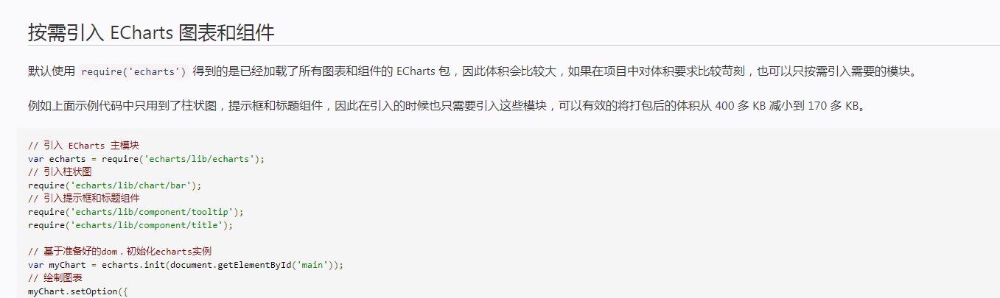 按需引入 ECharts 图表和组件
默认使用 require('echarts') 得到的是已经加载了所有图表和组件的 ECharts 包，因此体积会比较大，如果在项目中对体积要求比较苛刻，也可以只按需引入需要的模块。
例如上面示例代码中只用到了柱状图，提示框和标题组件，因此在引入的时候也只需要引入这些模块，可以有效的将打包后的体积从 400 多 KB 减小到 170 多 KB。
// 引入 ECharts 主模块
var echarts = require('echarts/lib/echarts');
// 引入柱状图
require('echarts/lib/chart/bar');
// 引入提示框和标题组件
require('echarts/lib/component/tooltip');
require('echarts/lib/component/title');
// 基于准备好的dom，初始化echarts实例
var myChart = echarts.init(document.getElementById('main'));
// 绘制图表
myChart.setOption({